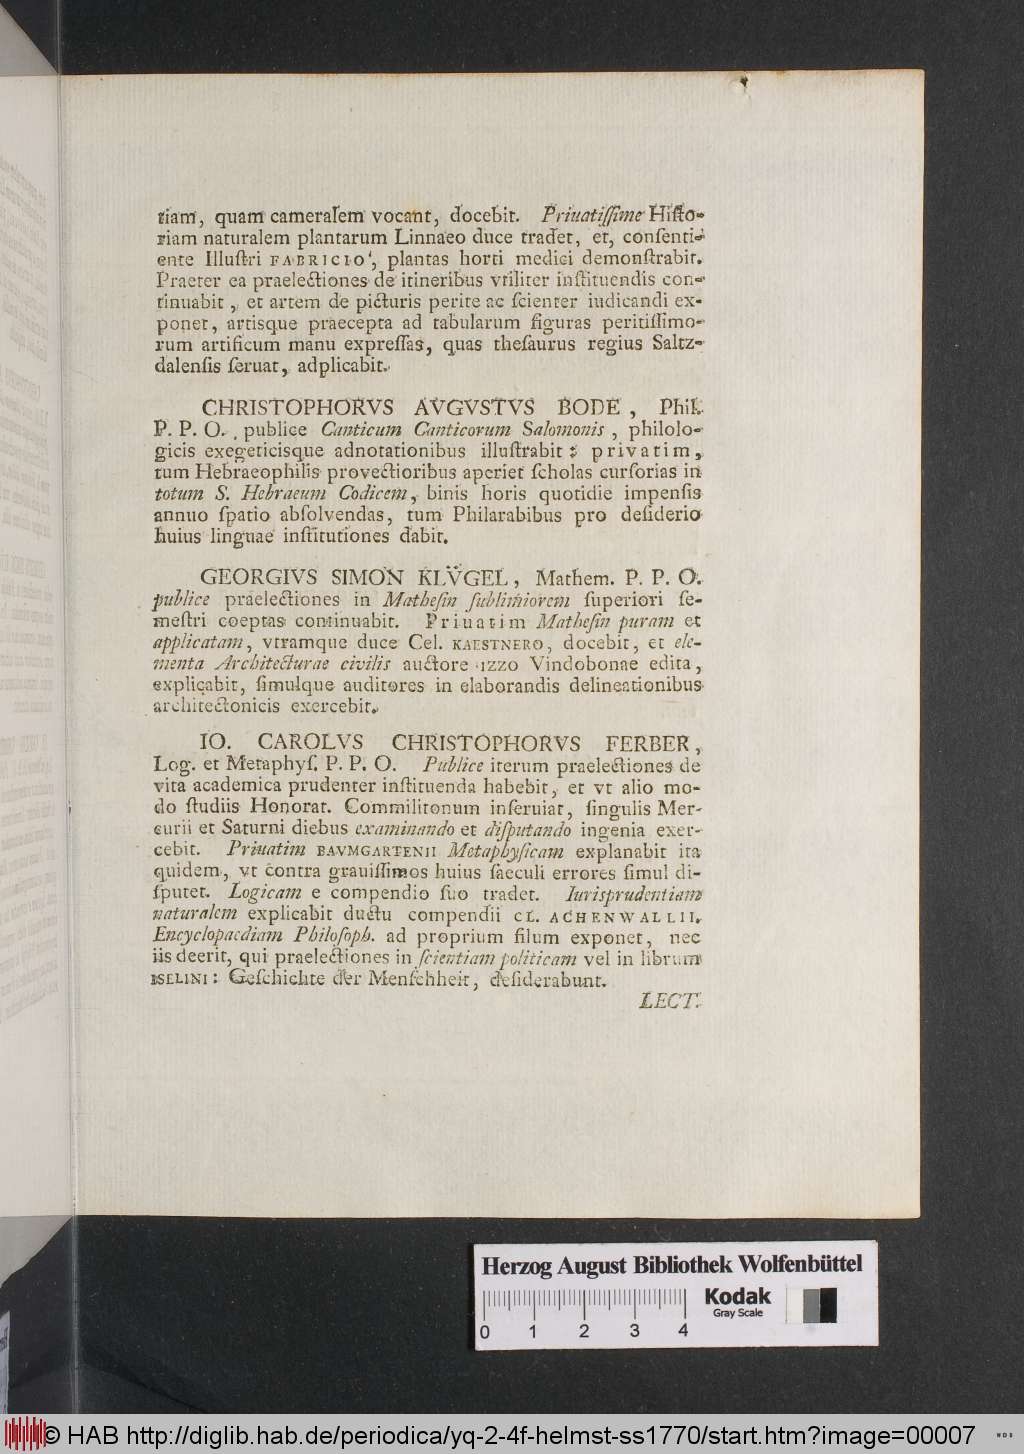 riam, quam cameralem vocant, docebit. Priuatiſſime Hiſto-
riam naturalem plantarum Linnaeo duce tradet, et, conſenti-
ente Illuſtri FABRICIO, plantas horti medici demonſtrabit.
Praeter ea praelectiones de itineribus vtiliter inſtituendis con-
tinuabit, et artem de picturis perite ac ſcienter iudicandi ex-
ponet, artisque praecepta ad tabularum figuras peritiſſimo-
rum artificum manu expreſſas, quas theſaurus regius Saltz-
dalenſis ſeruat, adplicabit.
CHRISTOPHORVS AVGVSTVS BODE, Phil.
P. P. O. publice Canticum Canticorum Salomonis, philolo-
gicis exegeticisque adnotationibus illuſtrabit; privatim,
tum Hebraeophilis provectioribus aperiet ſcholas curſorias in
totum S. Hebraeum Codicem, binis horis quotidie impenſis
annuo ſpatio abſolvendas, tum Philarabibus pro deſiderio
huius linguae inſtitutiones dabit.
GEORGIVS SIMON KLV̈GEL, Mathem. P. P. O.
publice praelectiones in Matheſin ſublimiorem ſuperiori ſe-
meſtri coeptas continuabit. Priuatim Matheſin puram et
applicatam, vtramque duce Cel. KAESTNERO, docebit, et ele-
menta Architecturae civilis auctore IZZO Vindobonae edita,
explicabit, ſimulque auditores in elaborandis delineationibus
architectonicis exercebit.
IO. CAROLVS CHRISTOPHORVS FERBER,
Log. et Metaphyſ. P. P. O. Publice iterum praelectiones de
vita academica prudenter inſtituenda habebit, et vt alio mo-
do ſtudiis Honorat. Commilitonum inſeruiat, ſingulis Mer-
curii et Saturni diebus examinando et diſputando ingenia exer-
cebit. Priuatim BAVMGARTENII Metaphyſicam explanabit ita
quidem, vt contra grauiſſimos huius ſaeculi errores ſimul di-
ſputet. Logicam e compendio ſuo tradet. Iurisprudentiam
naturalem explicabit ductu compendii CL. ACHENWALLII.
Encyclopaediam Philoſoph. ad proprium filum exponet, nec
iis deerit, qui praelectiones in ſcientiam politicam vel in librum
ISELINI: Geſchichte der Menſchheit, deſiderabunt.
LECT.
Herzog August Bibliothek Wolfenbüttel
Kodak
Gray Scale
0 1 2 3 4
© HAB http://diglib.hab.de/periodica/yq-2-4f-helmst-ss1770/start.htm?image=00007